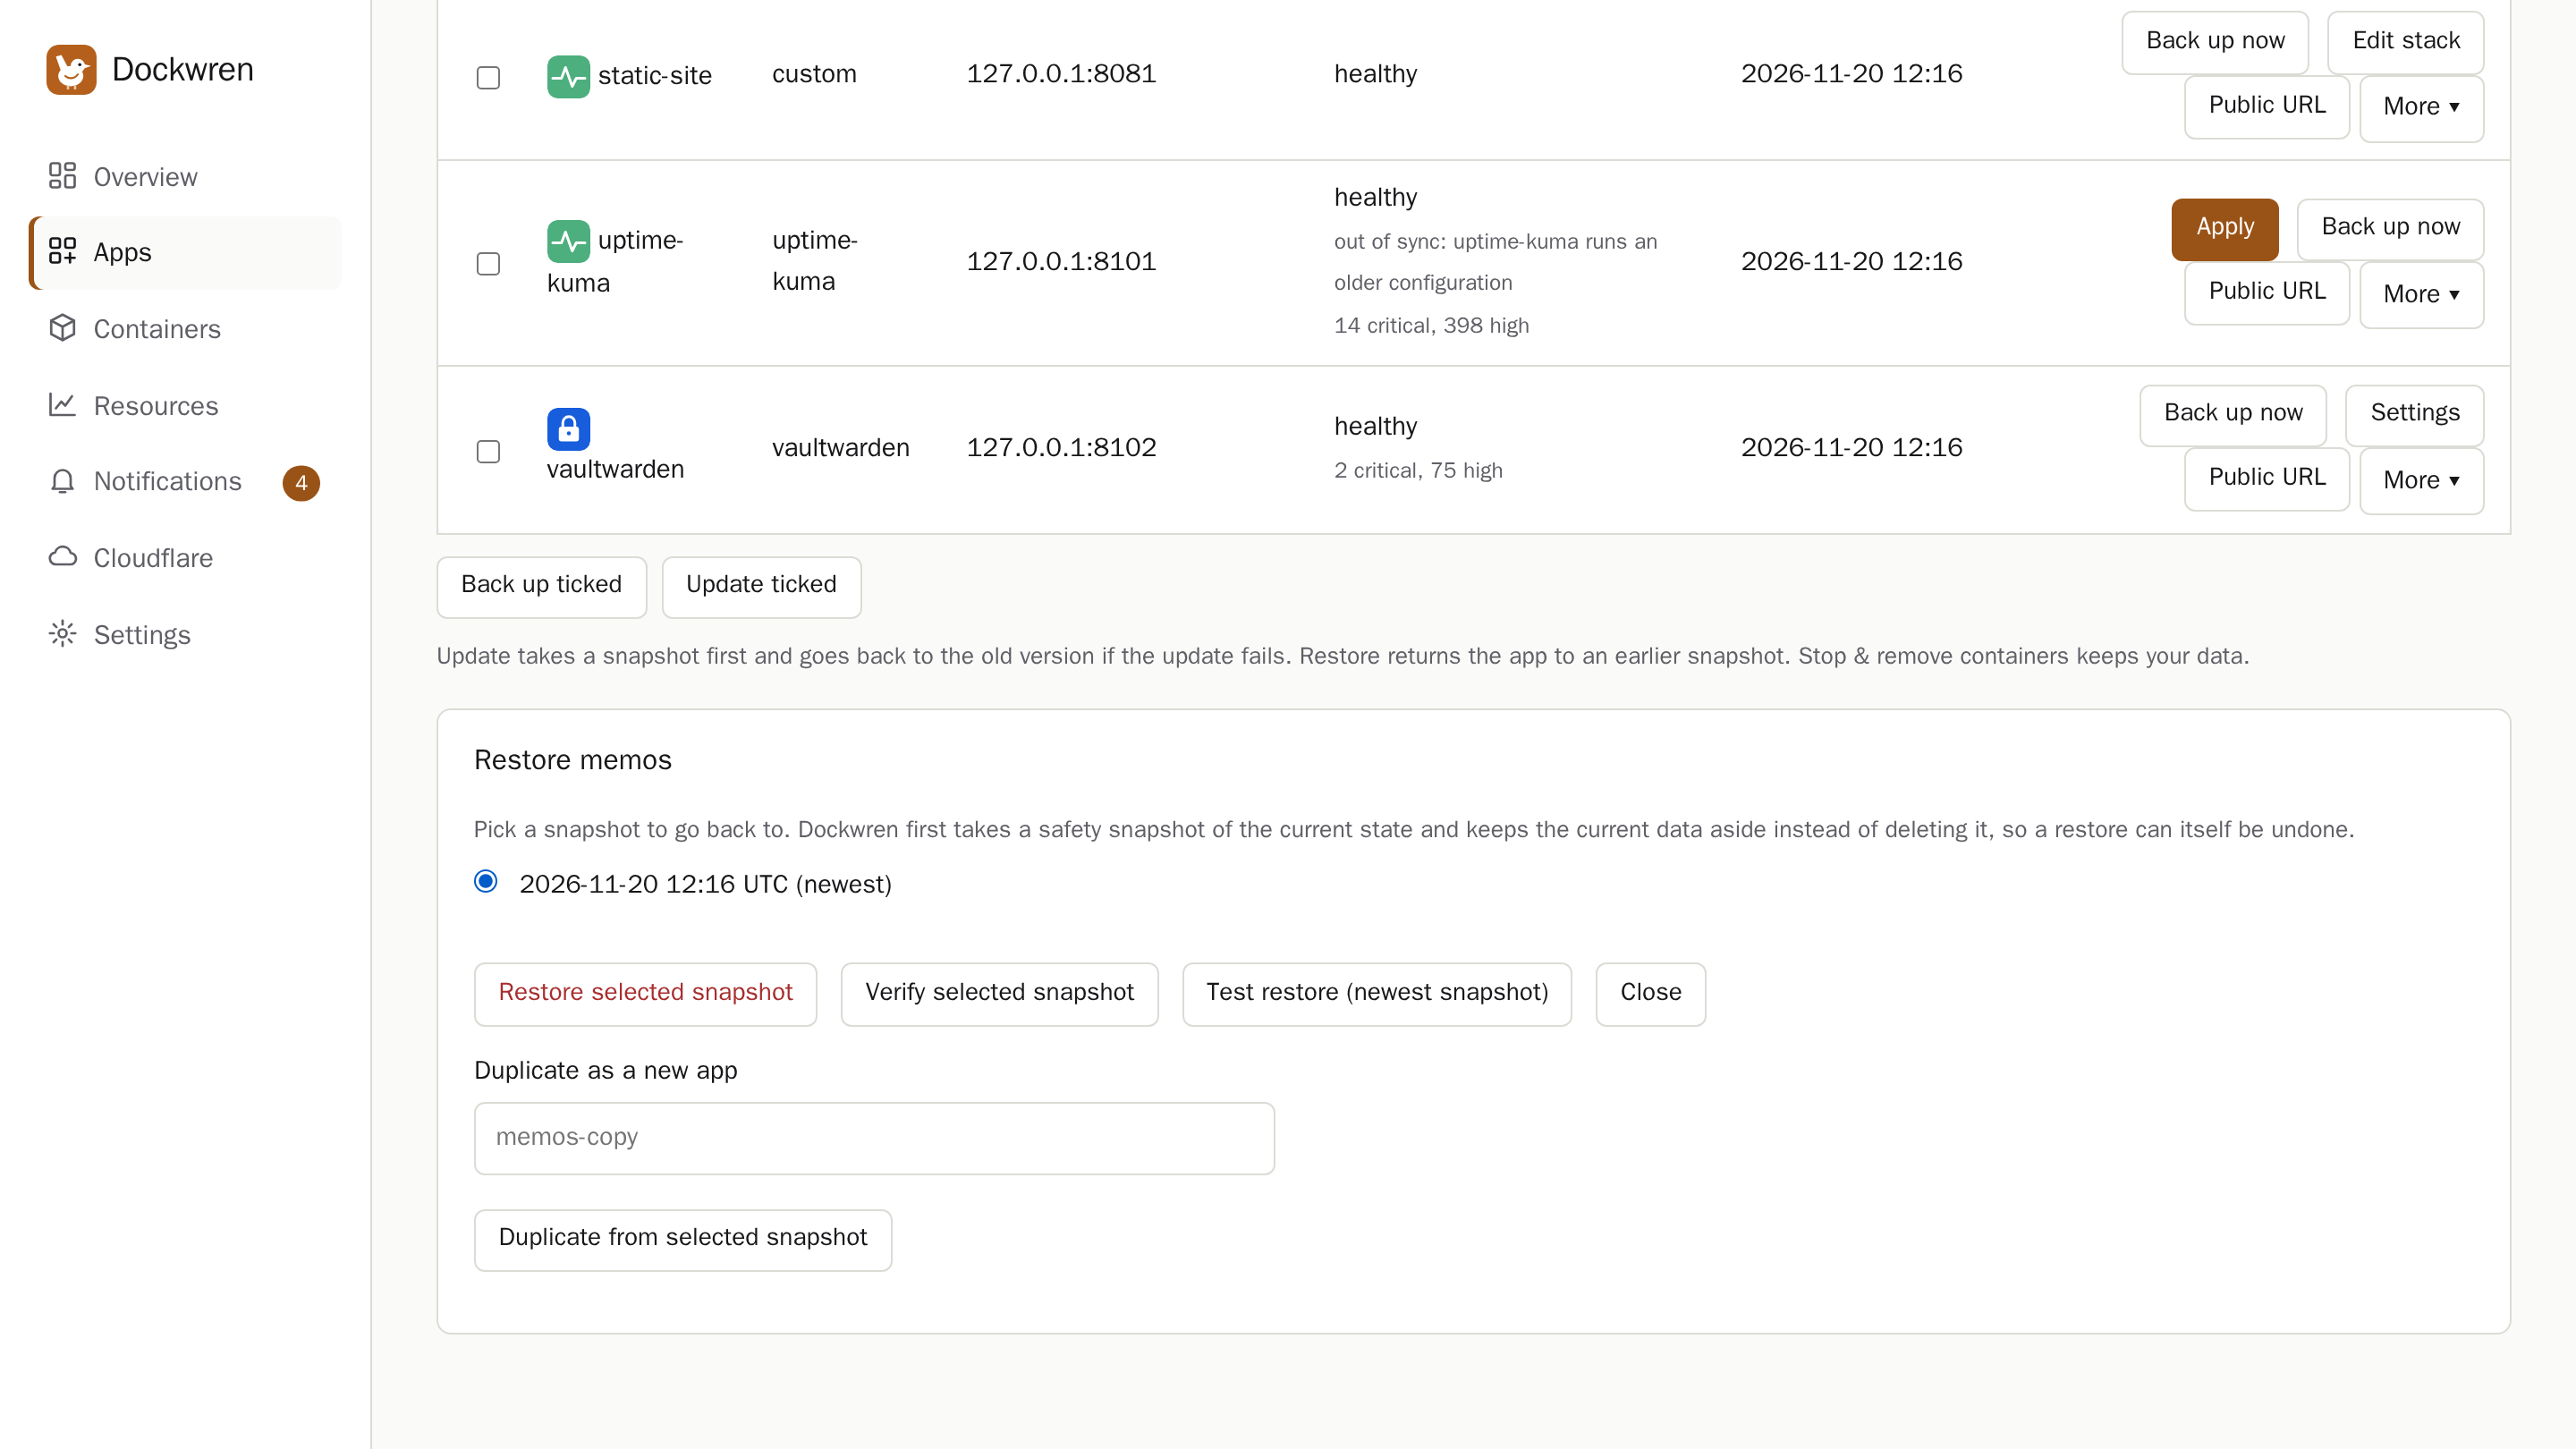 Dockwren
Overview
Apps
Containers
Resources
Notifications 4
Cloudflare
Settings
static-site custom 127.0.0.1:8081 healthy 2026-11-20 12:16 Back up now Edit stack
Public URL More ▾
uptime-kuma uptime-kuma 127.0.0.1:8101 healthy 2026-11-20 12:16 Apply Back up now
out of sync: uptime-kuma runs an
older configuration
14 critical, 398 high
Public URL More ▾
vaultwarden vaultwarden 127.0.0.1:8102 healthy 2026-11-20 12:16 Back up now Settings
2 critical, 75 high
Public URL More ▾
Back up ticked Update ticked
Update takes a snapshot first and goes back to the old version if the update fails. Restore returns the app to an earlier snapshot. Stop & remove containers keeps your data.
Restore memos
Pick a snapshot to go back to. Dockwren first takes a safety snapshot of the current state and keeps the current data aside instead of deleting it, so a restore can itself be undone.
2026-11-20 12:16 UTC (newest)
Restore selected snapshot Verify selected snapshot Test restore (newest snapshot) Close
Duplicate as a new app
memos-copy
Duplicate from selected snapshot